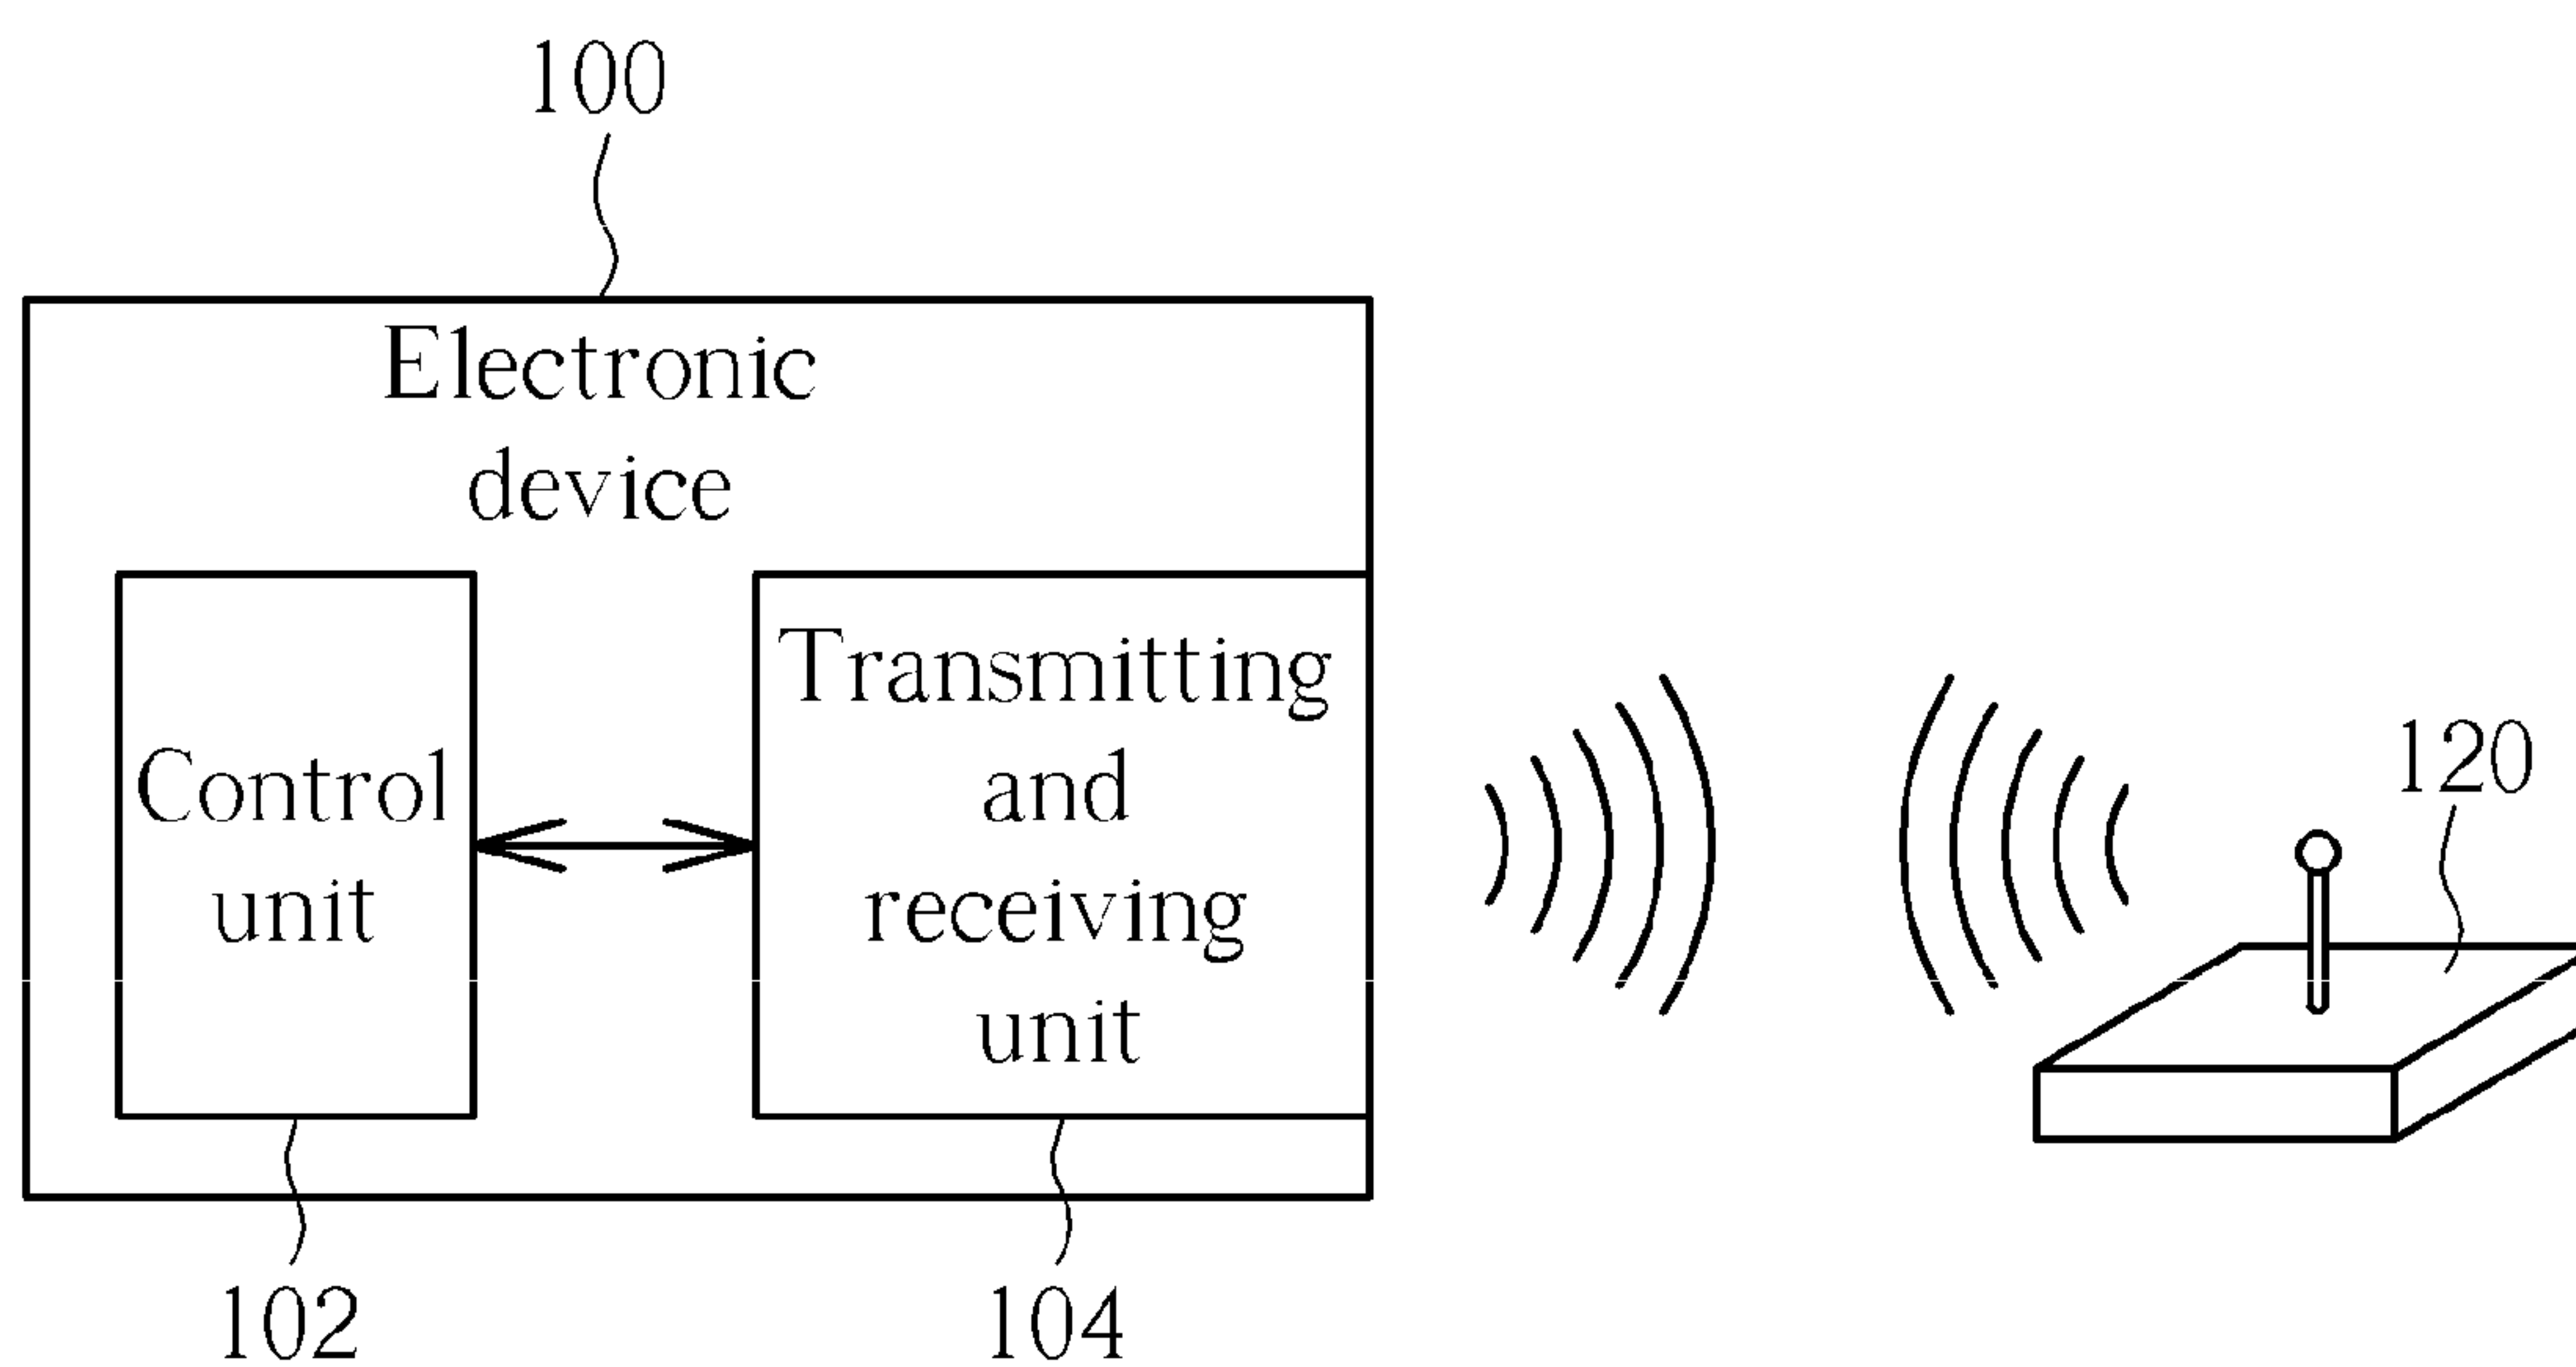 100
Electronic
device
Control
unit
Transmitting
and
receiving
unit
120
102
104